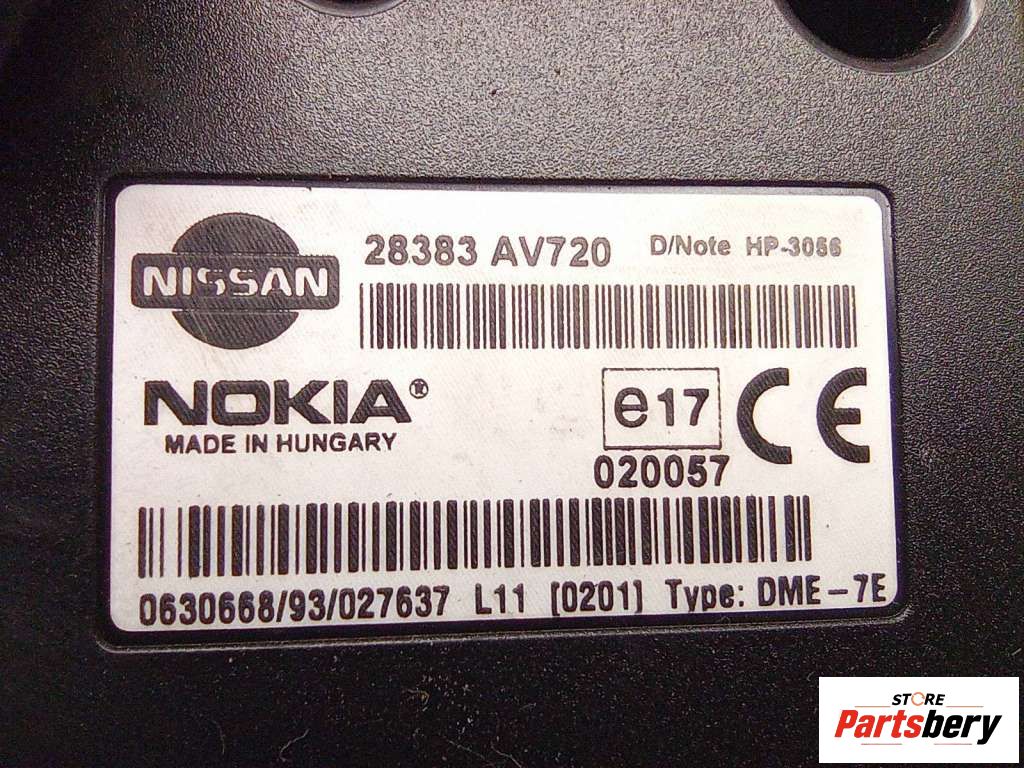 NISSAN
28383 AV720 D/Note HP-3056
NOKIA®
MADE IN HUNGARY
e17
CE
020057
0630668/93/027637 L11 [0201] Type: DME-7E
STORE
Partsbery